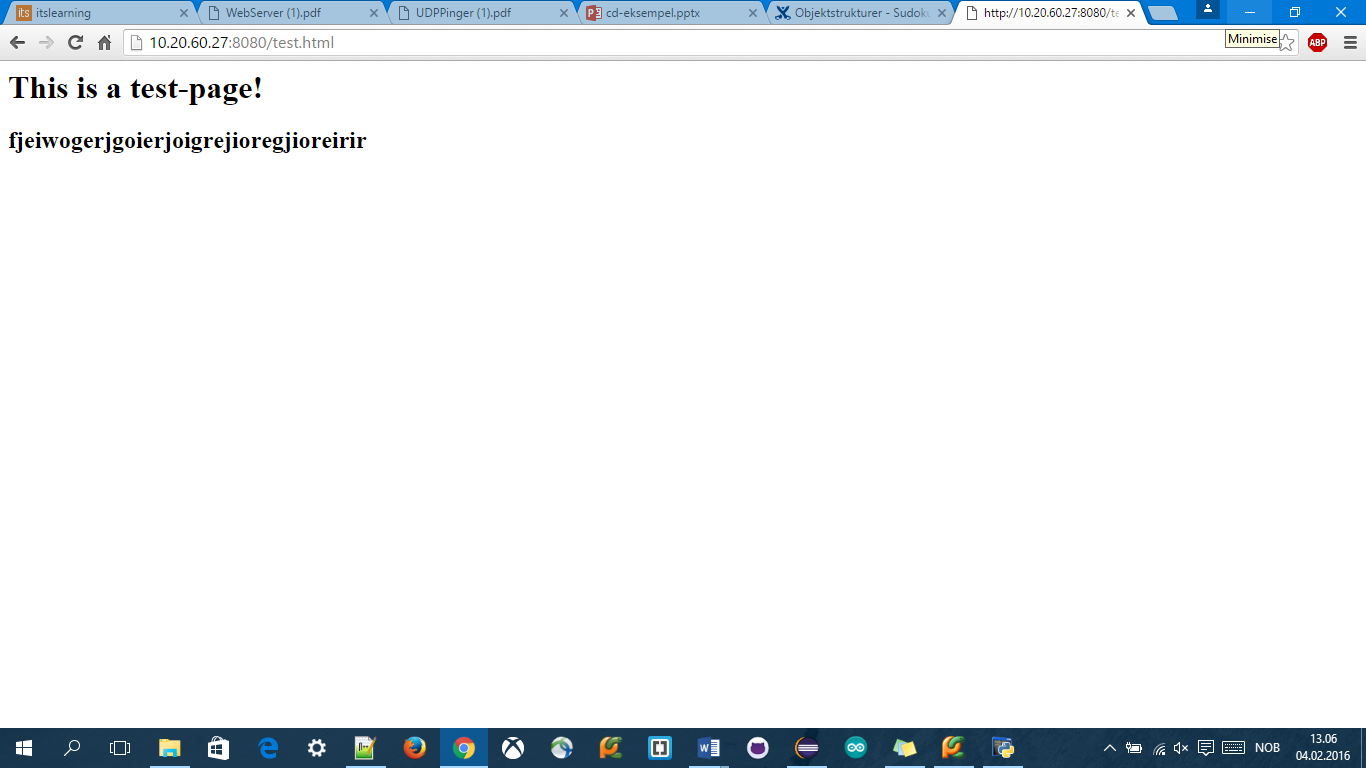 itslearning
WebServer (1).pdf
UDPPinger (1).pdf
cd-eksempel.pptx
Objektstrukturer - Sudok
http://10.20.60.27:8080/te
10.20.60.27:8080/test.html
Minimise
ABP
This is a test-page!
fjeiwogerjgoierjoigrejioregjioreirir
NOB
13.06
04.02.2016